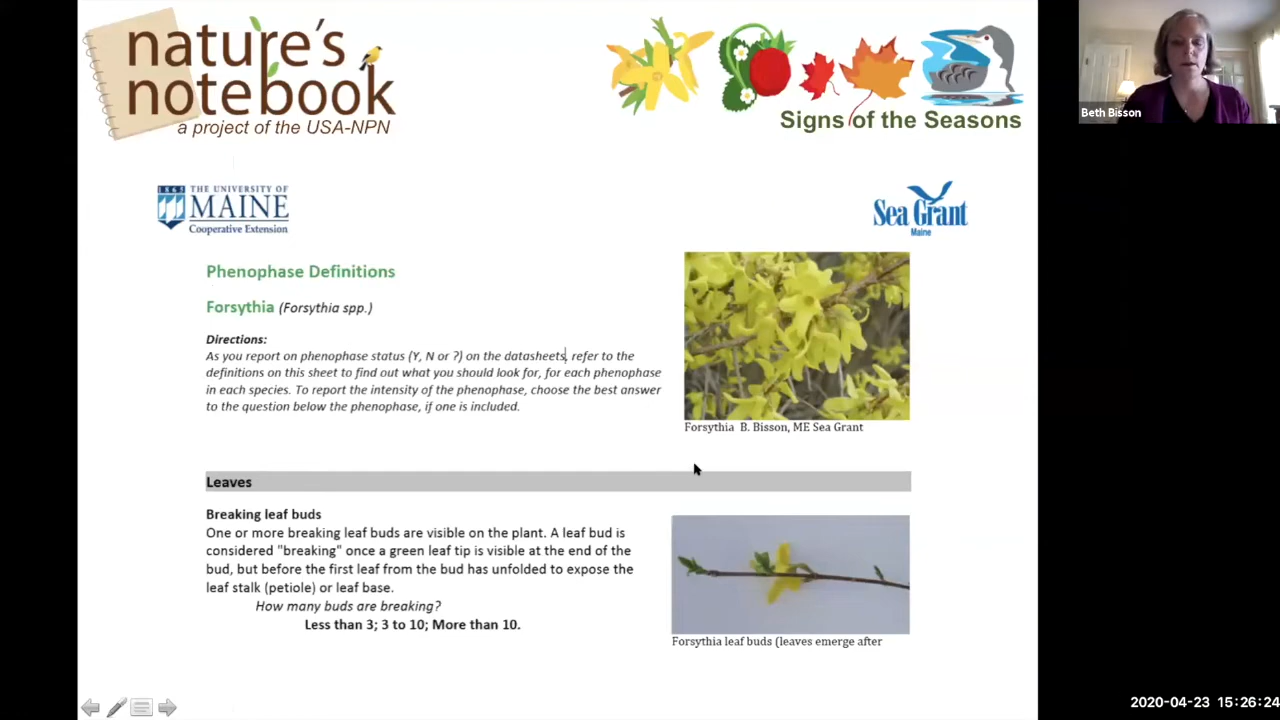 nature's
notebook
a project of the USA-NPN
Signs of the Seasons
Beth Bisson
1865 THE UNIVERSITY OF
MAINE
Cooperative Extension
Sea Grant
Maine
Phenophase Definitions
Forsythia (Forsythia spp.)
Directions:
As you report on phenophase status (Y, N or ?) on the datasheets, refer to the
definitions on this sheet to find out what you should look for, for each phenophase
in each species. To report the intensity of the phenophase, choose the best answer
to the question below the phenophase, if one is included.
Forsythia B. Bisson, ME Sea Grant
Leaves
Breaking leaf buds
One or more breaking leaf buds are visible on the plant. A leaf bud is
considered "breaking" once a green leaf tip is visible at the end of the
bud, but before the first leaf from the bud has unfolded to expose the
leaf stalk (petiole) or leaf base.
How many buds are breaking?
Less than 3; 3 to 10; More than 10.
Forsythia leaf buds (leaves emerge after
2020-04-23 15:26:24